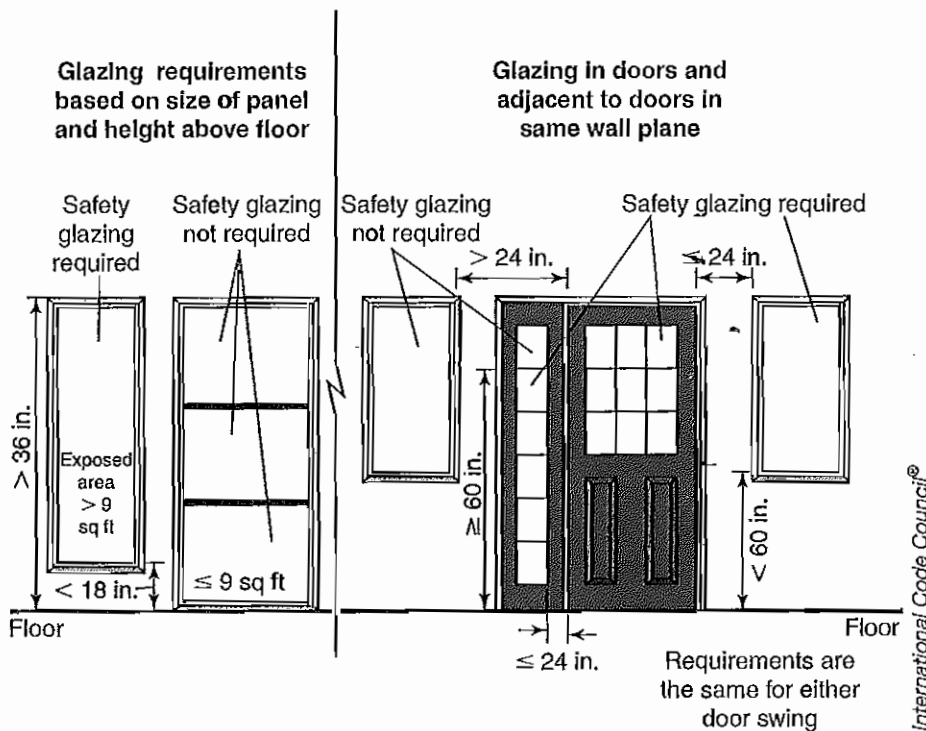 Glazing requirements
based on size of panel
and height above floor
Glazing in doors and
adjacent to doors in
same wall plane
Safety
glazing
required
Safety glazing
not required
Safety glazing
not required
Safety glazing required
> 24 in.
≤ 24 in.
> 36 in.
Exposed
area
> 9
sq ft
< 18 in.
≤ 9 sq ft
≥ 60 in.
< 60 in.
Floor
Floor
≤ 24 in.
Requirements are
the same for either
door swing
International Code Council®